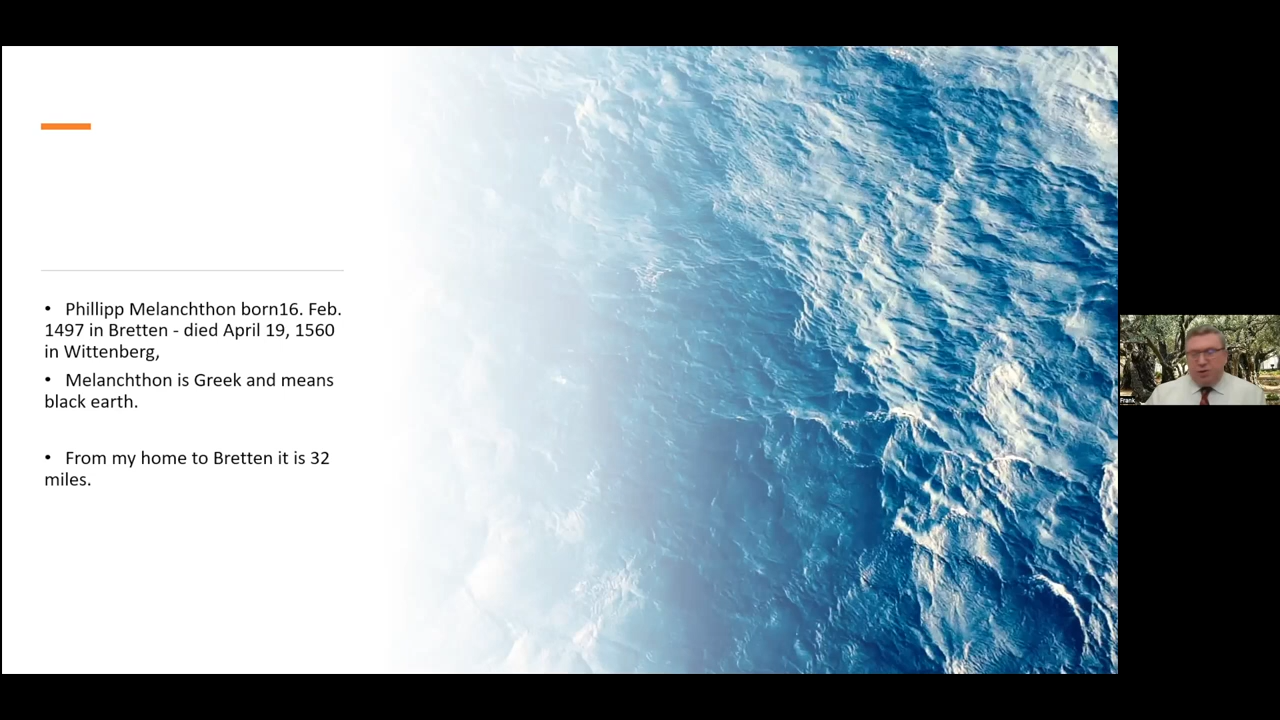 • Phillipp Melanchthon born16. Feb.
1497 in Bretten - died April 19, 1560
in Wittenberg,
• Melanchthon is Greek and means
black earth.
• From my home to Bretten it is 32
miles.
Frank